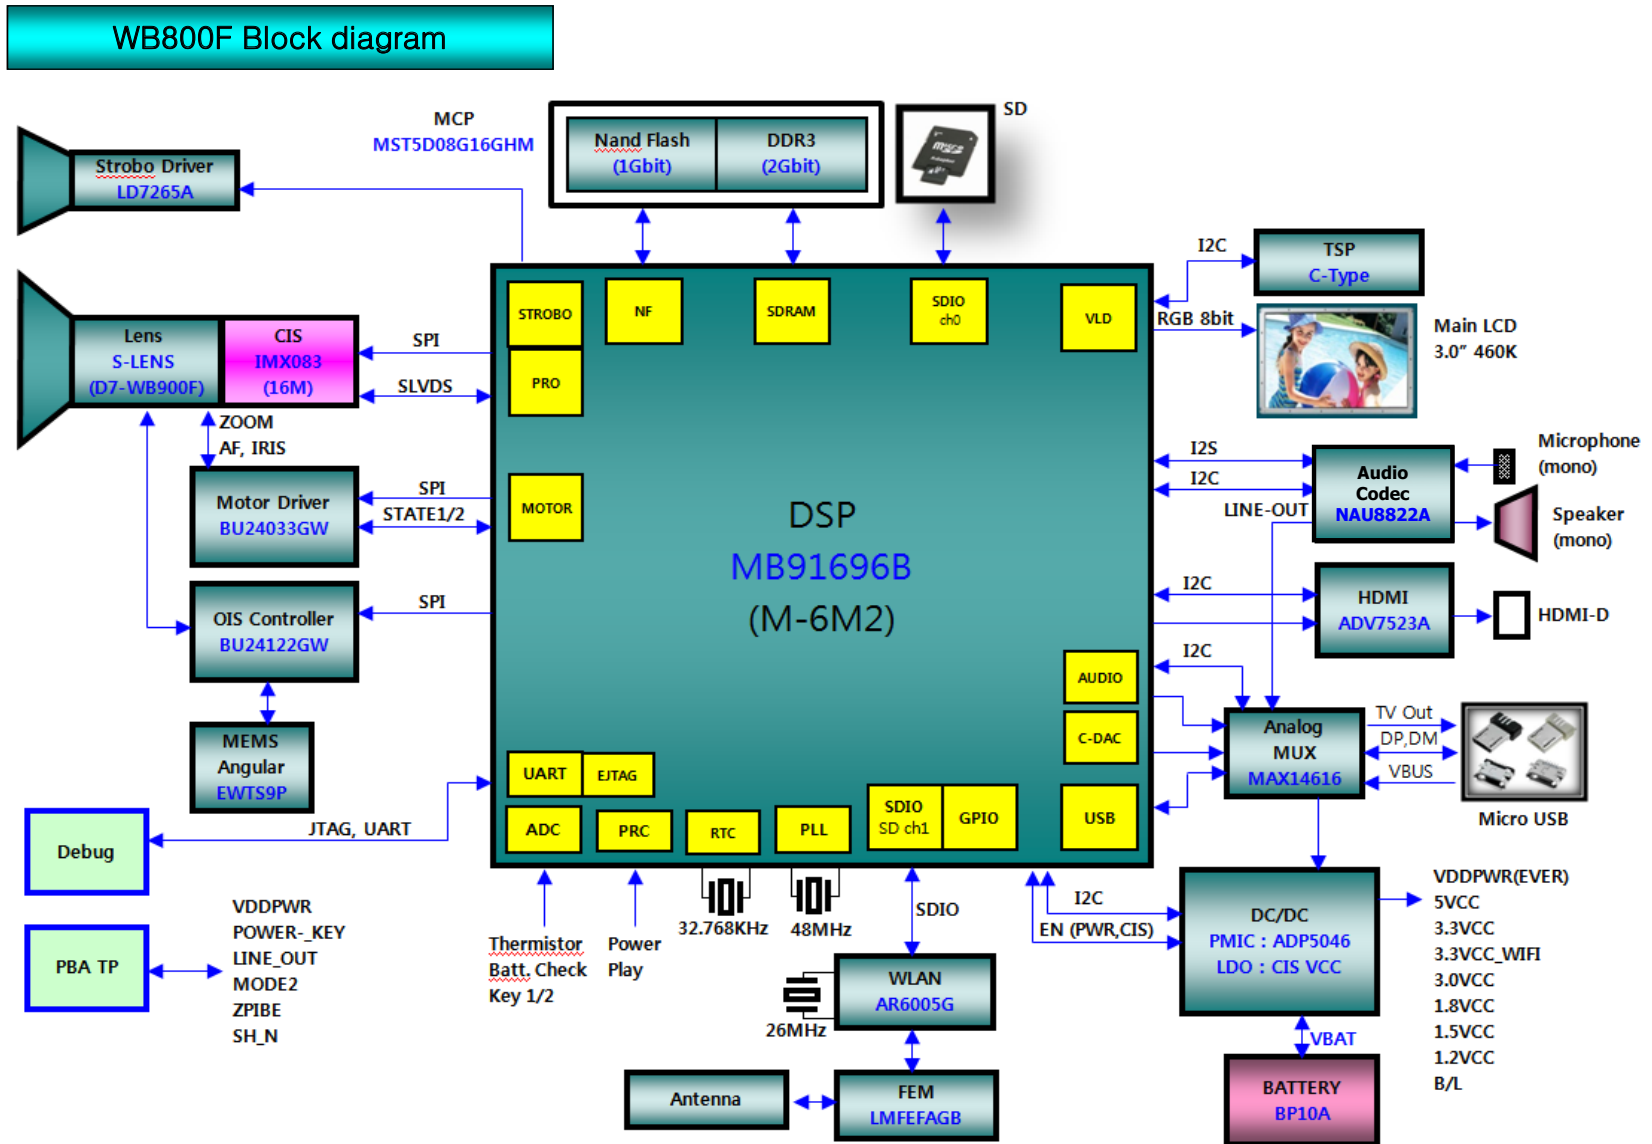 WB800F Block diagram
MCP
MST5D08G16GHM
Nand Flash
(1Gbit)
DDR3
(2Gbit)
SD
micro
SD
Adapter
Strobo Driver
LD7265A
TSP
C-Type
I2C
RGB 8bit
Main LCD
3.0” 460K
STROBO
NF
SDRAM
SDIO
ch0
VLD
PRO
Lens
S-LENS
(D7-WB900F)
CIS
IMX083
(16M)
SPI
SLVDS
ZOOM
AF, IRIS
Motor Driver
BU24033GW
SPI
STATE1/2
MOTOR
DSP
MB91696B
(M-6M2)
I2S
I2C
LINE-OUT
Audio
Codec
NAU8822A
Microphone
(mono)
Speaker
(mono)
OIS Controller
BU24122GW
SPI
I2C
HDMI
ADV7523A
HDMI-D
MEMS
Angular
EWTS9P
AUDIO
C-DAC
USB
I2C
Analog
MUX
MAX14616
TV Out
DP,DM
VBUS
Micro USB
UART
EJTAG
ADC
PRC
RTC
PLL
SDIO
SD ch1
GPIO
Debug
JTAG, UART
PBA TP
VDDPWR
POWER-_KEY
LINE_OUT
MODE2
ZPIBE
SH_N
Thermistor
Batt. Check
Key 1/2
Power
Play
32.768KHz
48MHz
SDIO
I2C
EN (PWR,CIS)
DC/DC
PMIC : ADP5046
LDO : CIS VCC
VDDPWR(EVER)
5VCC
3.3VCC
3.3VCC_WIFI
3.0VCC
1.8VCC
1.5VCC
1.2VCC
B/L
26MHz
WLAN
AR6005G
VBAT
BATTERY
BP10A
Antenna
FEM
LMFEFAGB